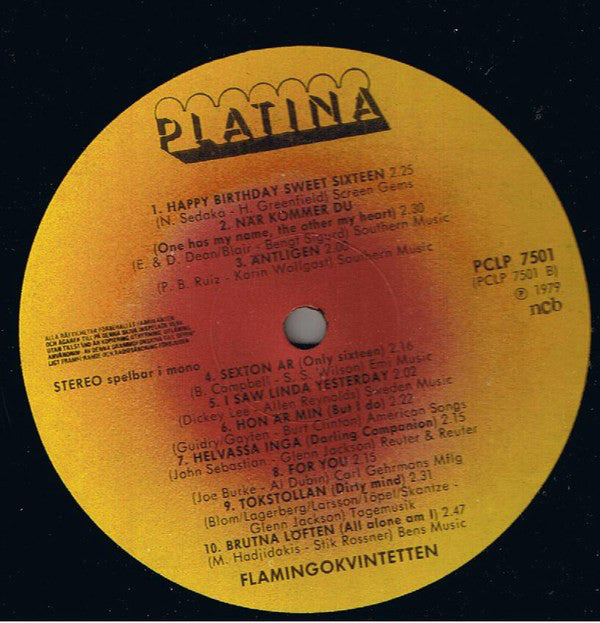 PLATINA
1. HAPPY BIRTHDAY SWEET SIXTEEN 2.25
(N. Sedaka - H. Greenfield) Screen Gems
2. NÄR KOMMER DU
(One has my name, the other my heart) 2.30
(E. & D. Dean/Blair - Bengt Sigurd) Southern Music
3. ÄNTLIGEN 2.00
(P. B. Ruiz - Karin Wallgast) Southern Music
PCLP 7501
(PCLP 7501 B)
Ⓟ 1979
ncb
STEREO spelbar i mono
4. SEXTON ÅR (Only sixteen) 2.16
(B. Campbell - S. S. Wilson) Emi Music
5. I SAW LINDA YESTERDAY 2.02
(Dickey Lee - Allen Reynolds) Sweden Music
6. HON ÄR MIN (But I do) 2.22
(Guidry/Gayten - Burt Clinton) American Songs
7. HELVASSA INGA (Darling Companion) 2.15
(John Sebastian - Glenn Jackson) Reuter & Reuter
8. FOR YOU 2.15
(Joe Burke - Al Dubin) Carl Gehrmans Mflg
9. TOKSTOLLAN (Dirty mind) 2.31
(Blom/Lagerberg/Larsson/Töpel/Skantze -
Glenn Jackson) Tagemusik
10. BRUTNA LÖFTEN (All alone am I) 2.47
(M. Hadjidakis - Stik Rossner) Bens Music
FLAMINGOKVINTETTEN